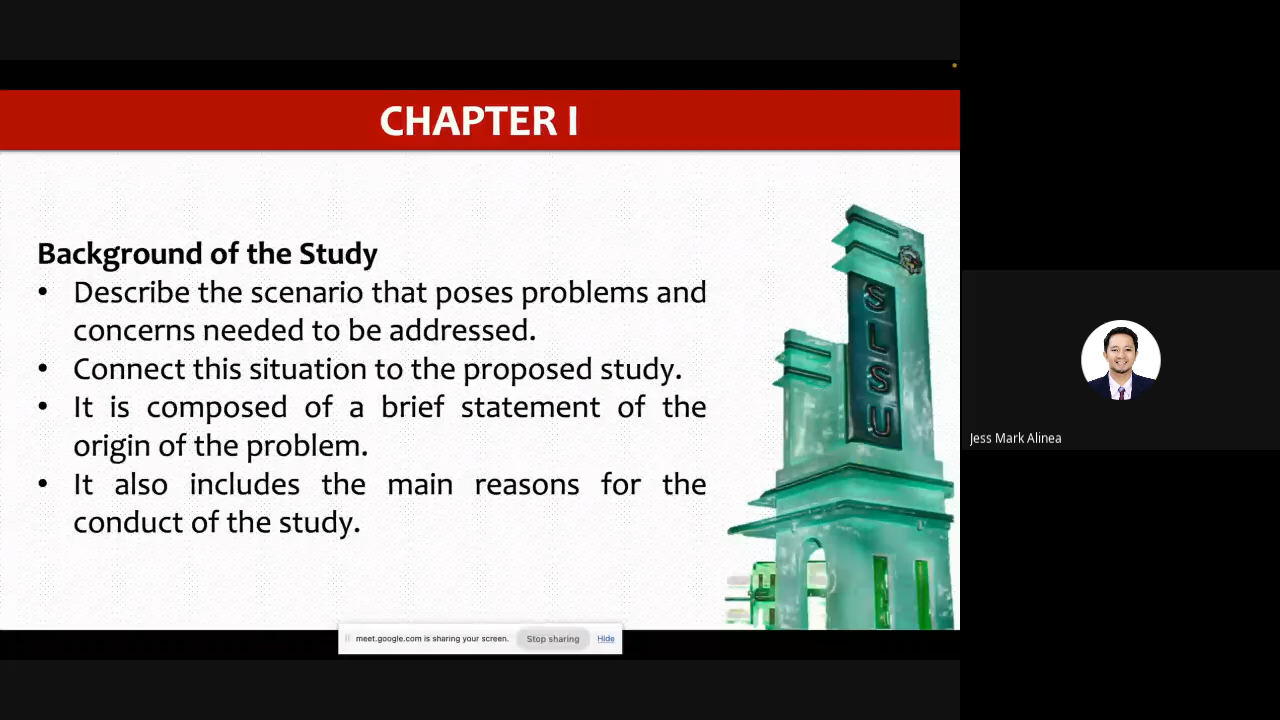 CHAPTER I
Background of the Study
• Describe the scenario that poses problems and
concerns needed to be addressed.
• Connect this situation to the proposed study.
• It is composed of a brief statement of the
origin of the problem.
• It also includes the main reasons for the
conduct of the study.
SLSU
Jess Mark Alinea
meet.google.com is sharing your screen. Stop sharing Hide